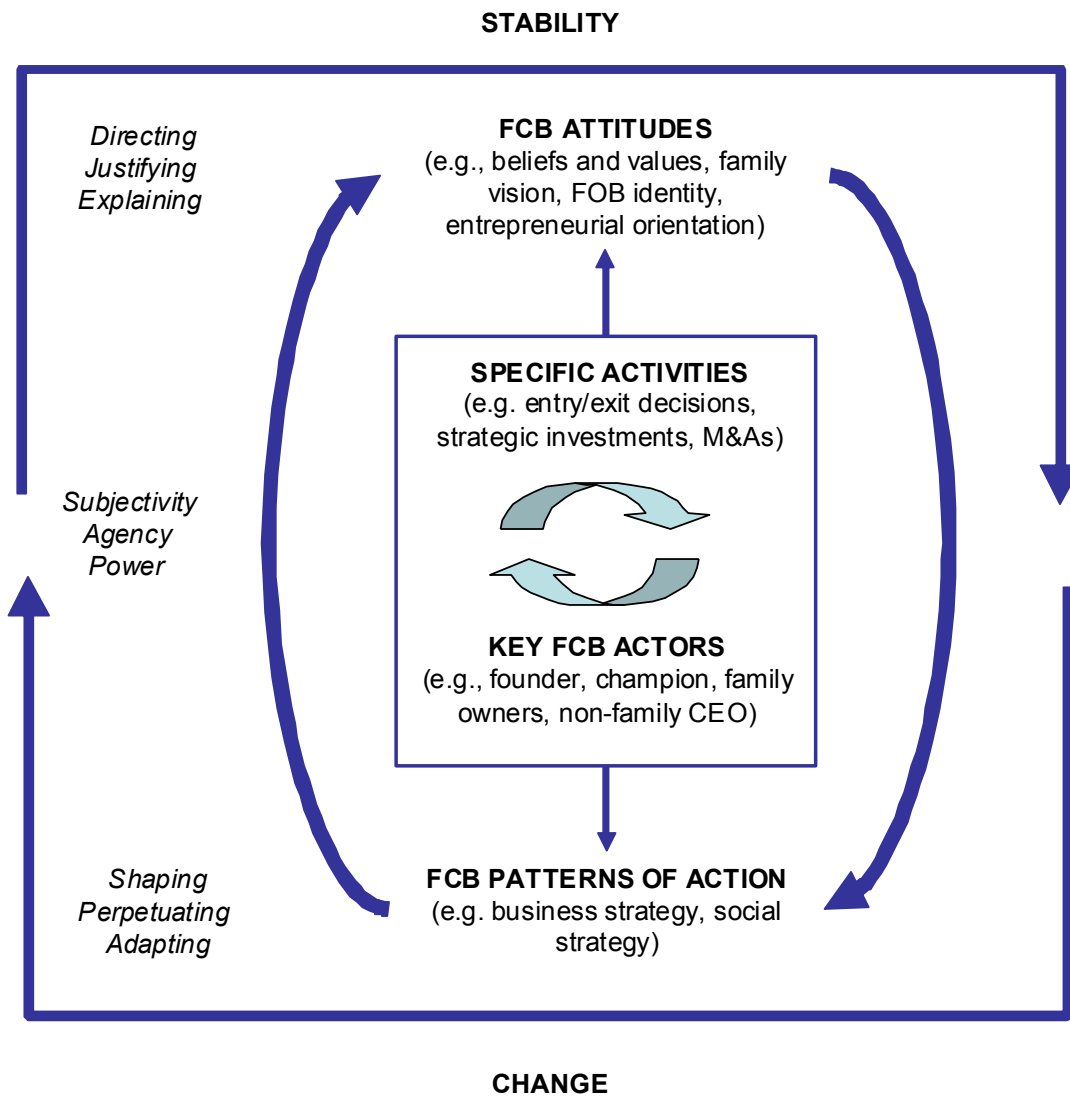 STABILITY
Directing
Justifying
Explaining
FCB ATTITUDES
(e.g., beliefs and values, family
vision, FOB identity,
entrepreneurial orientation)
SPECIFIC ACTIVITIES
(e.g. entry/exit decisions,
strategic investments, M&As)
Subjectivity
Agency
Power
KEY FCB ACTORS
(e.g., founder, champion, family
owners, non-family CEO)
Shaping
Perpetuating
Adapting
FCB PATTERNS OF ACTION
(e.g. business strategy, social
strategy)
CHANGE